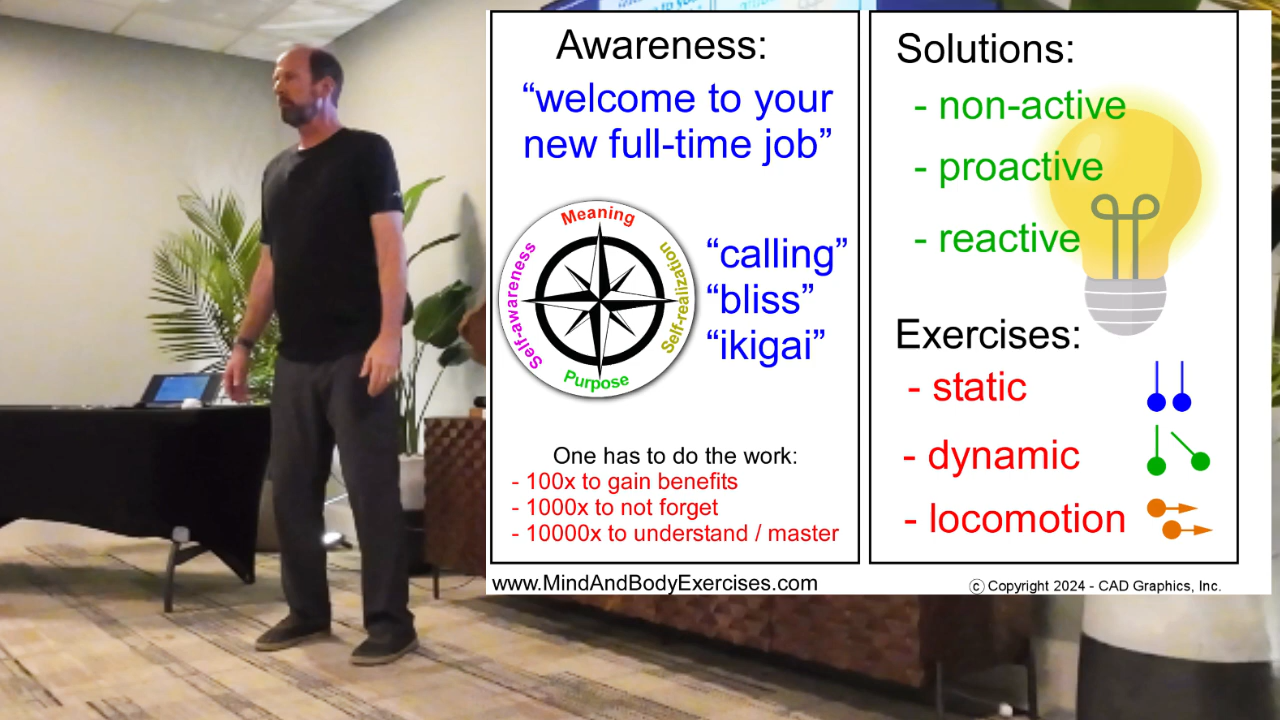 Awareness:
“welcome to your
new full-time job”
Meaning
Self-awareness
Self-realization
Purpose
“calling”
“bliss”
“ikigai”
One has to do the work:
- 100x to gain benefits
- 1000x to not forget
- 10000x to understand / master
www.MindAndBodyExercises.com
Solutions:
- non-active
- proactive
- reactive
Exercises:
- static
- dynamic
- locomotion
© Copyright 2024 - CAD Graphics, Inc.